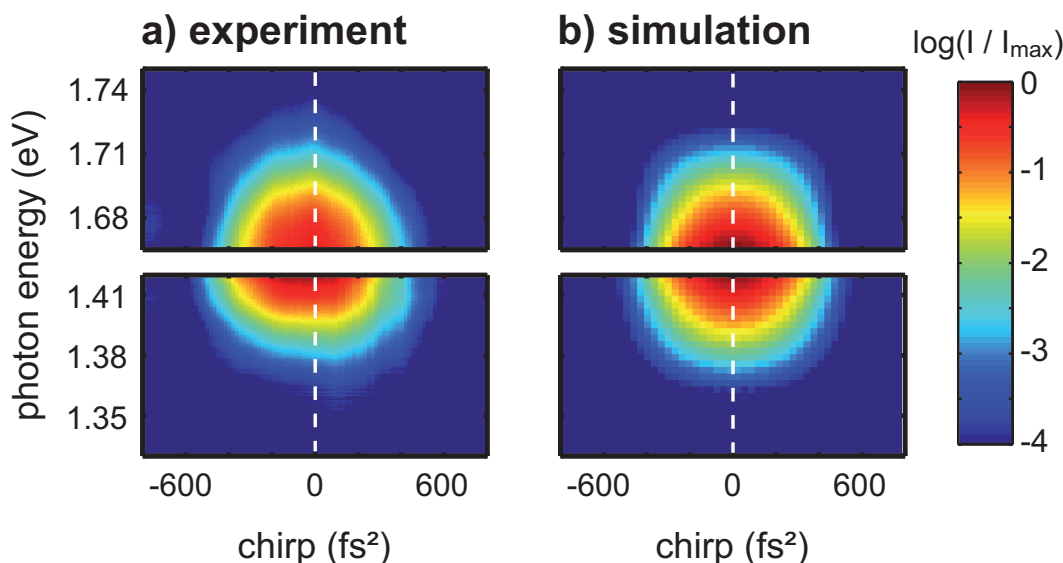 a) experiment
b) simulation
log(I / Imax)
photon energy (eV)
1.74
1.71
1.68
1.41
1.38
1.35
-600
0
600
chirp (fs²)
-600
0
600
chirp (fs²)
0
-1
-2
-3
-4